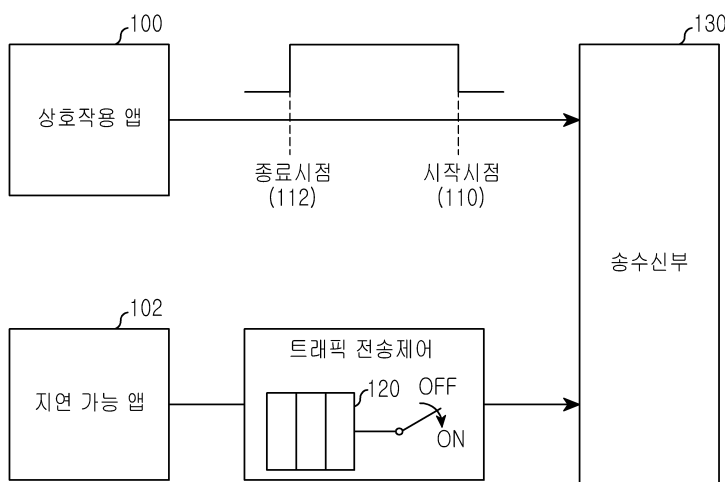 100
130
상호작용 앱
종료시점
(112)
시작시점
(110)
송수신부
102
트래픽 전송제어
지연 가능 앱
120
OFF
ON